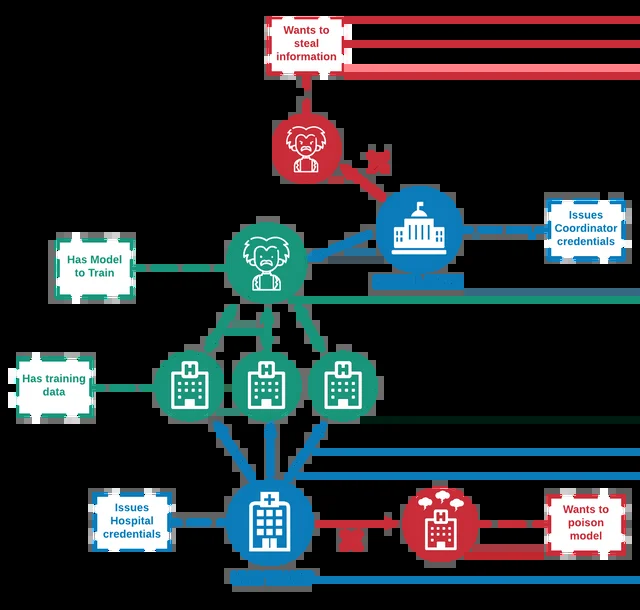 Wants to
steal
information
Issues
Coordinator
credentials
Has Model
to Train
H
H
H
Has training
data
Issues
Hospital
credentials
H
Wants to
poison
model